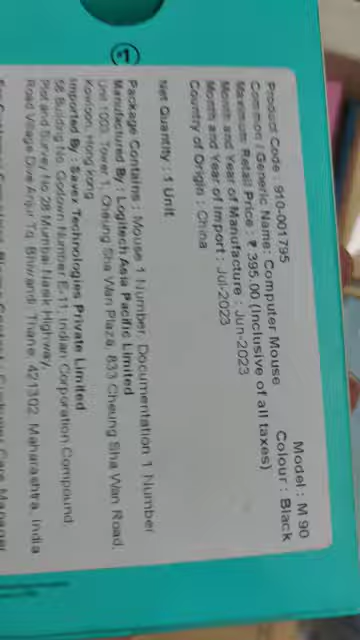 Product Code : 910-001795
Model : M 90
Common / Generic Name: Computer Mouse
Colour : Black
Maximum Retail Price : ₹ 395.00 (Inclusive of all taxes)
Month and Year of Manufacture : Jun-2023
Month and Year of Import : Jul-2023
Country of Origin : China
Net Quantity : 1 Unit
#1
Package Contains : Mouse 1 Number, Documentation 1 Number
Manufactured By : Logitech Asia Pacific Limited
Unit 1003, Tower 1, Cheung Sha Wan Plaza, 833 Cheung Sha Wan Road,
Kowloon, Hong kong
Imported By : Savex Technologies Private Limited
Building No. Godown Number E-11, Indian Corporation Compound,
Plot and Survey No 28 Mumbai Nasik Highway,
Road Village Dive Anjur Ta Bhiwandi Thane, 421302, Maharashtra, India
Care Manager